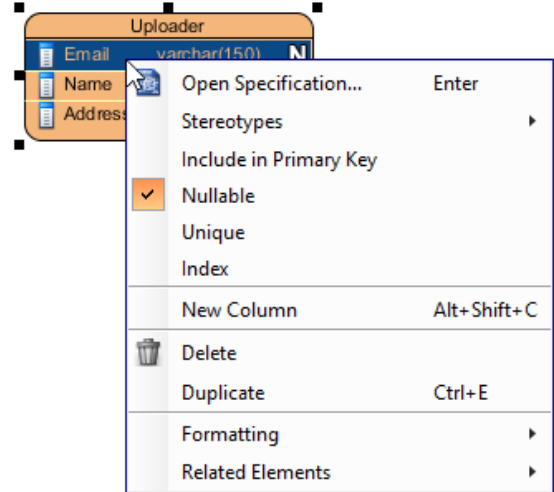 Uploader
Email varchar(150) N
Name
Address
Open Specification... Enter
Stereotypes
Include in Primary Key
Nullable
Unique
Index
New Column Alt+Shift+C
Delete
Duplicate Ctrl+E
Formatting
Related Elements